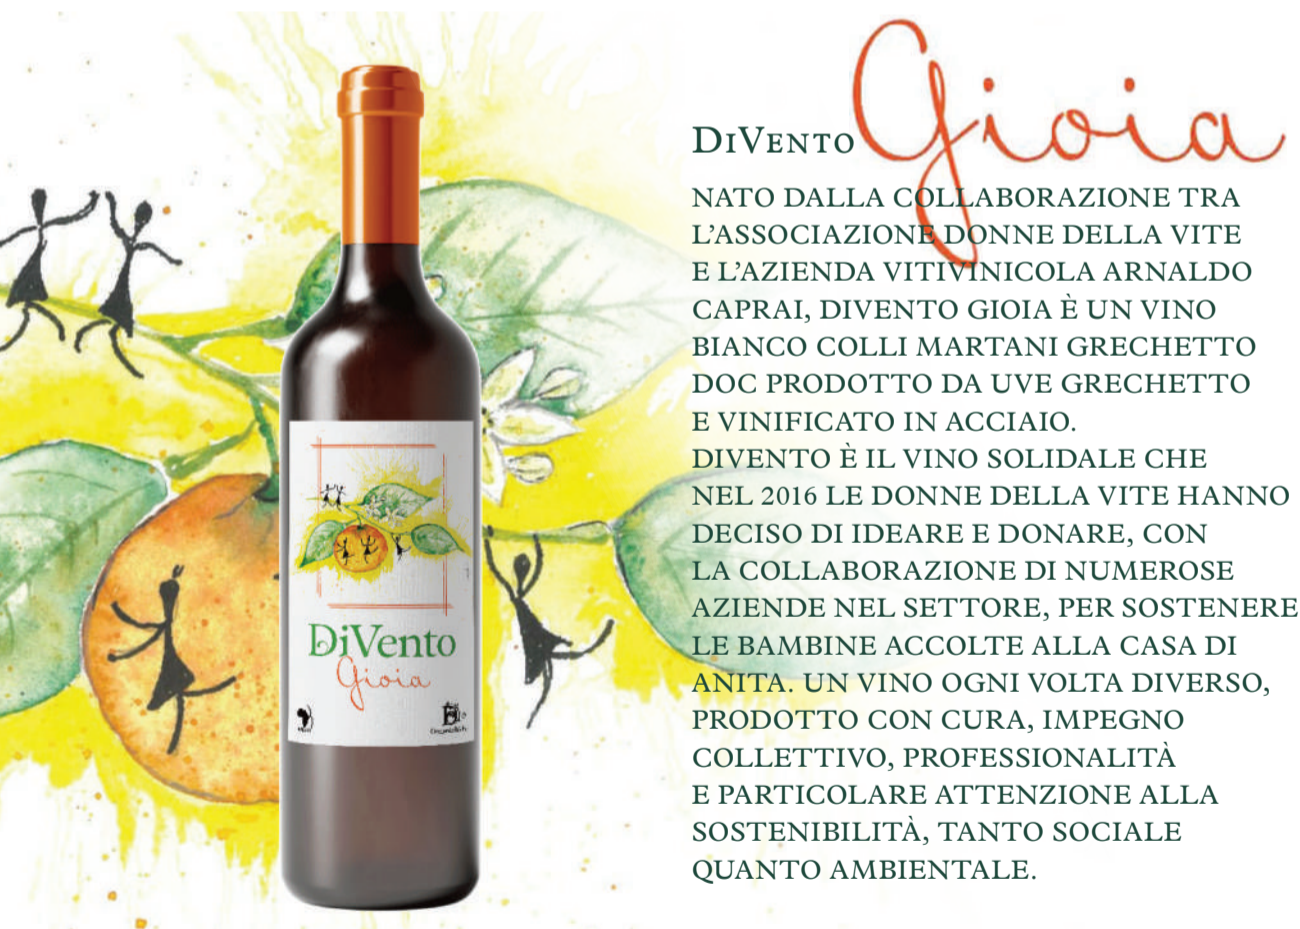 DiVento Gioia
NATO DALLA COLLABORAZIONE TRA
L'ASSOCIAZIONE DONNE DELLA VITE
E L'AZIENDA VITIVINICOLA ARNALDO
CAPRAI, DIVENTO GIOIA È UN VINO
BIANCO COLLI MARTANI GRECHETTO
DOC PRODOTTO DA UVE GRECHETTO
E VINIFICATO IN ACCIAIO.
DIVENTO È IL VINO SOLIDALE CHE
NEL 2016 LE DONNE DELLA VITE HANNO
DECISO DI IDEARE E DONARE, CON
LA COLLABORAZIONE DI NUMEROSE
AZIENDE NEL SETTORE, PER SOSTENERE
LE BAMBINE ACCOLTE ALLA CASA DI
ANITA. UN VINO OGNI VOLTA DIVERSO,
PRODOTTO CON CURA, IMPEGNO
COLLETTIVO, PROFESSIONALITÀ
E PARTICOLARE ATTENZIONE ALLA
SOSTENIBILITÀ, TANTO SOCIALE
QUANTO AMBIENTALE.
DiVento
Gioia